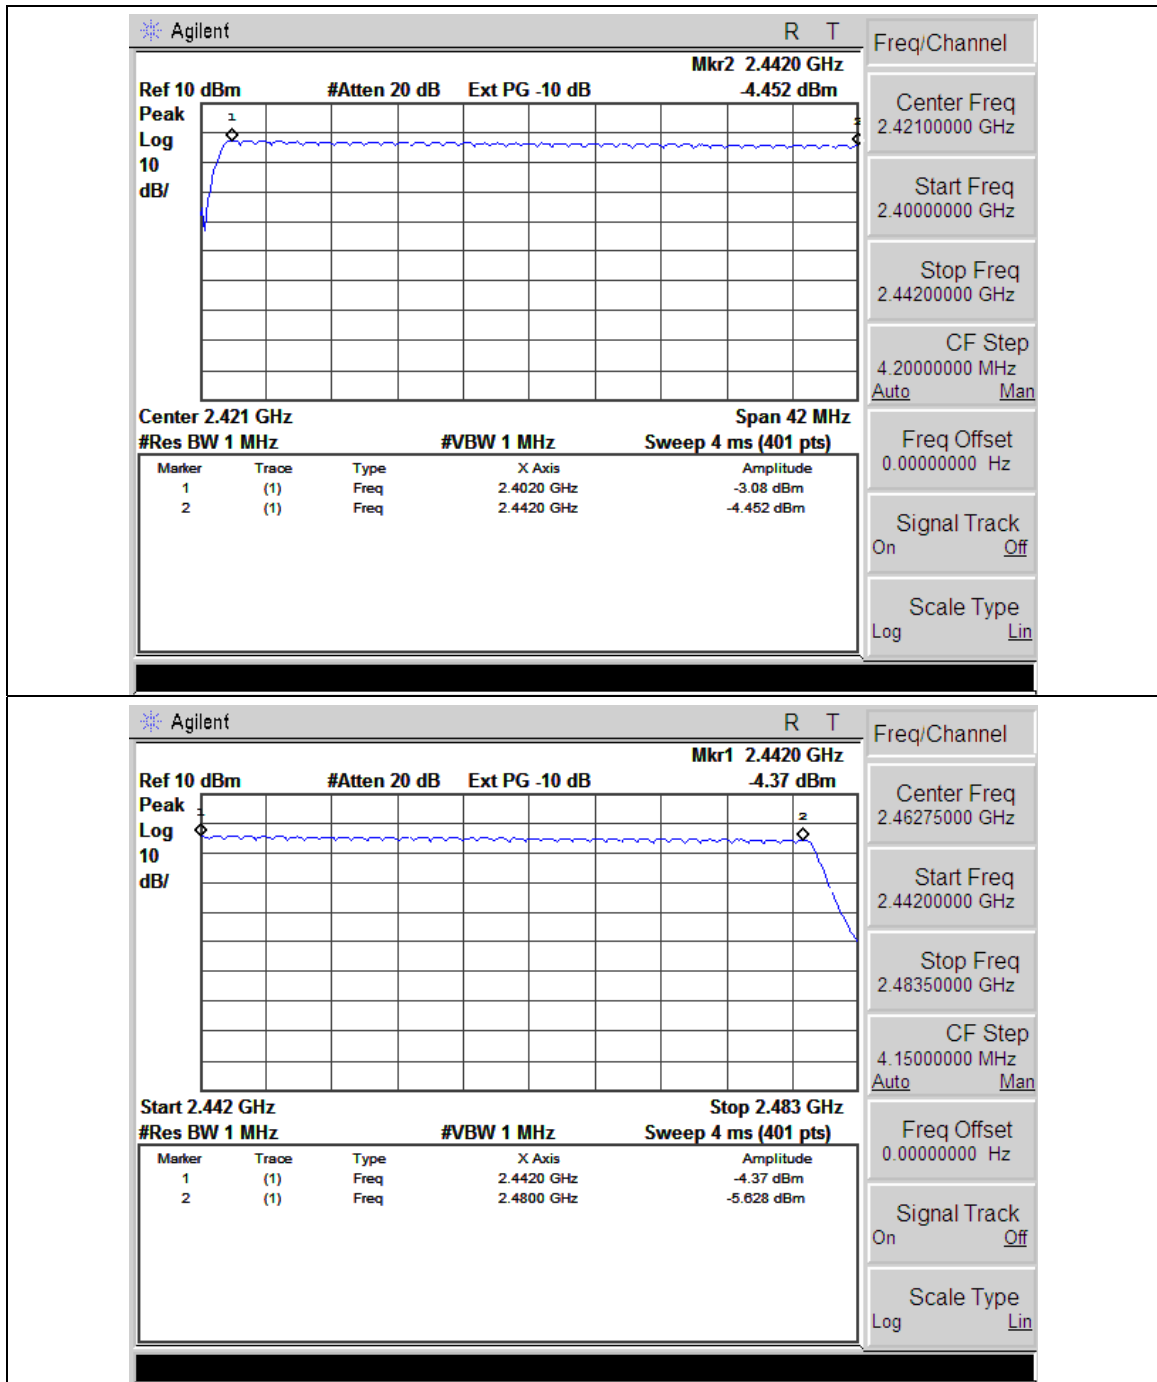 Agilent R T
Mkr2 2.4420 GHz
Ref 10 dBm #Atten 20 dB Ext PG -10 dB -4.452 dBm
Peak
Log
10
dB/
1
2
Center 2.421 GHz Span 42 MHz
#Res BW 1 MHz #VBW 1 MHz Sweep 4 ms (401 pts)
Marker Trace Type X Axis Amplitude
1 (1) Freq 2.4020 GHz -3.08 dBm
2 (1) Freq 2.4420 GHz -4.452 dBm
Freq/Channel
Center Freq
2.42100000 GHz
Start Freq
2.40000000 GHz
Stop Freq
2.44200000 GHz
CF Step
4.20000000 MHz
Auto Man
Freq Offset
0.00000000 Hz
Signal Track
On Off
Scale Type
Log Lin
Agilent R T
Mkr1 2.4420 GHz
Ref 10 dBm #Atten 20 dB Ext PG -10 dB -4.37 dBm
Peak
Log
10
dB/
1
2
Start 2.442 GHz Stop 2.483 GHz
#Res BW 1 MHz #VBW 1 MHz Sweep 4 ms (401 pts)
Marker Trace Type X Axis Amplitude
1 (1) Freq 2.4420 GHz -4.37 dBm
2 (1) Freq 2.4800 GHz -5.628 dBm
Freq/Channel
Center Freq
2.46275000 GHz
Start Freq
2.44200000 GHz
Stop Freq
2.48350000 GHz
CF Step
4.15000000 MHz
Auto Man
Freq Offset
0.00000000 Hz
Signal Track
On Off
Scale Type
Log Lin